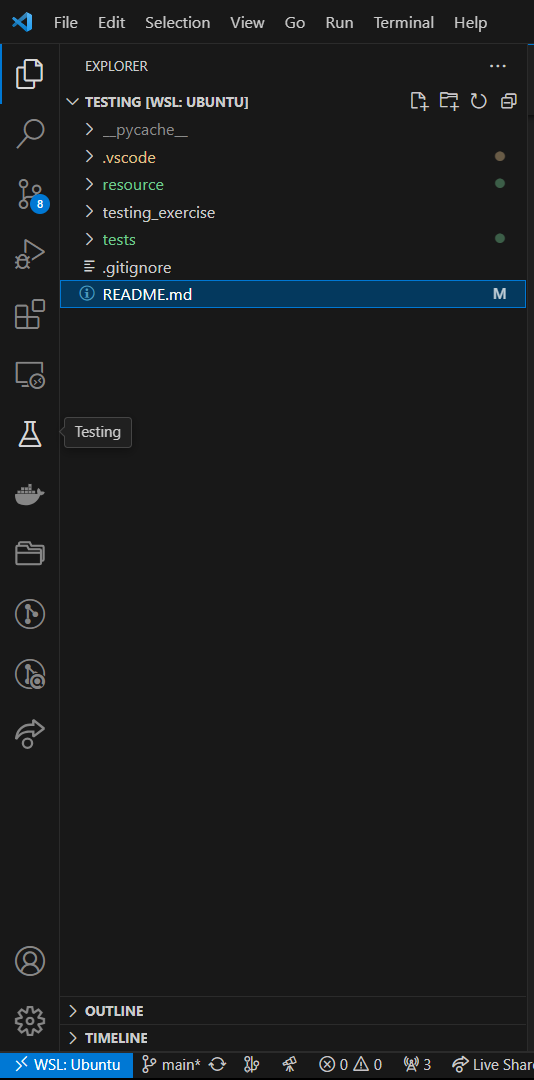 File Edit Selection View Go Run Terminal Help
EXPLORER
TESTING [WSL: UBUNTU]
__pycache__
.vscode
resource
8
testing_exercise
tests
.gitignore
README.md M
Testing
OUTLINE
TIMELINE
WSL: Ubuntu main* 0 0 3 Live Shar